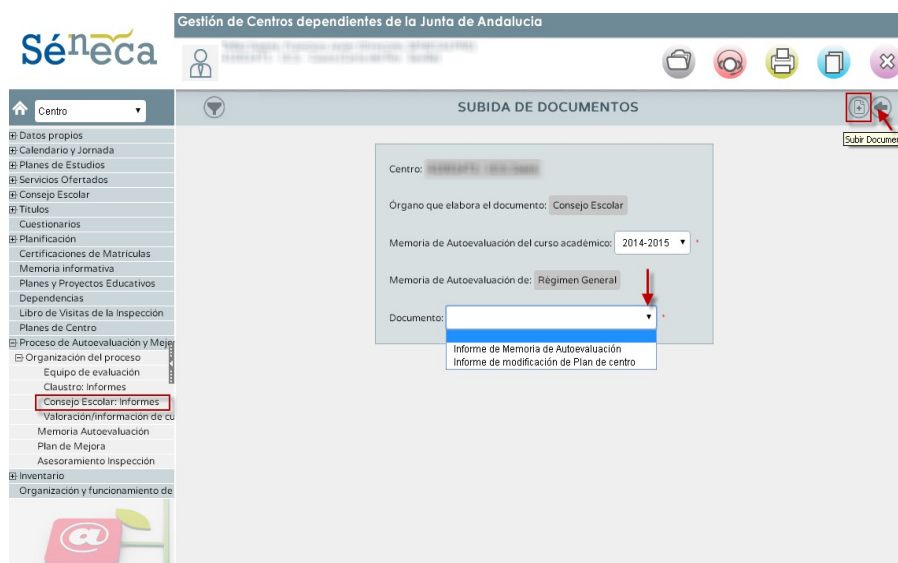 Gestión de Centros dependientes de la Junta de Andalucia
Séneca
Centro
SUBIDA DE DOCUMENTOS
Subir Documen
Datos propios
Calendario y Jornada
Planes de Estudios
Servicios Ofertados
Consejo Escolar
Titulos
Cuestionarios
Planificación
Certificaciones de Matriculas
Memoria informativa
Planes y Proyectos Educativos
Dependencias
Libro de Visitas de la Inspección
Planes de Centro
Proceso de Autoevaluación y Mejor
Organización del proceso
Equipo de evaluación
Claustro: Informes
Consejo Escolar: Informes
Valoración/información de cu
Memoria Autoevaluación
Plan de Mejora
Asesoramiento Inspección
Inventario
Organización y funcionamiento de
Centro:
Órgano que elabora el documento: Consejo Escolar
Memoria de Autoevaluación del curso académico: 2014-2015 *
Memoria de Autoevaluación de: Régimen General
Documento: *
Informe de Memoria de Autoevaluación
Informe de modificación de Plan de centro
@